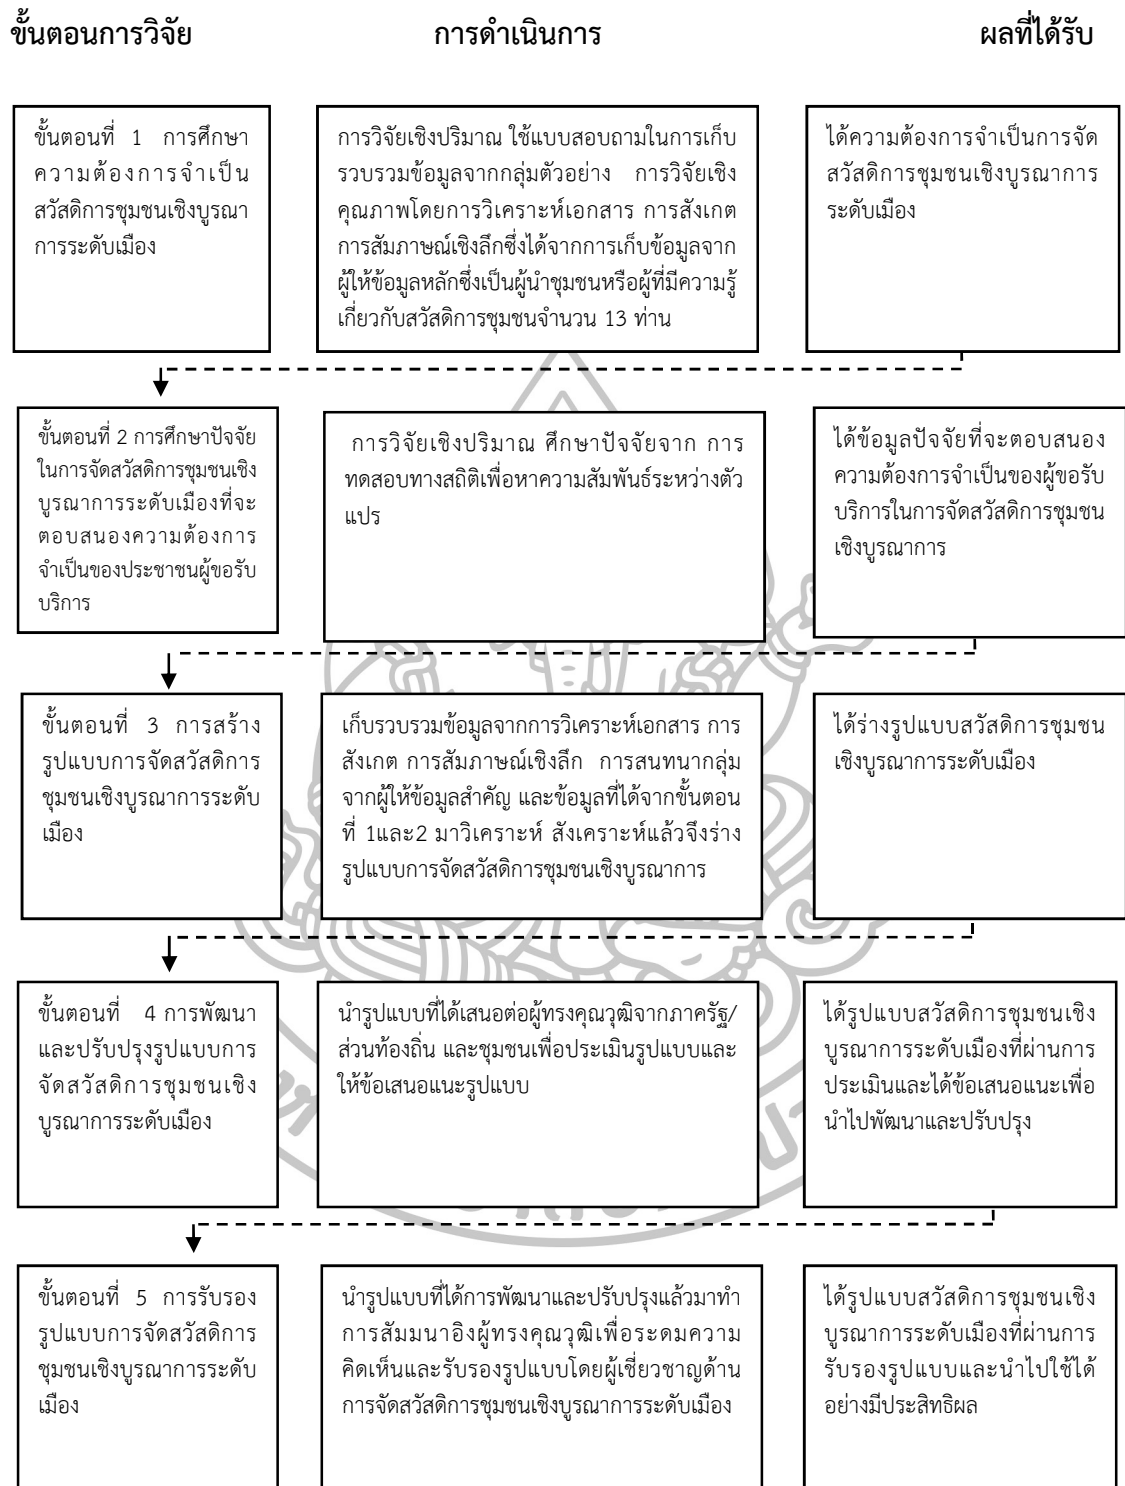 ขั้นตอนการวิจัย
การดำเนินการ
ผลที่ได้รับ
ขั้นตอนที่ 1 การศึกษา
ความต้องการจำเป็น
สวัสดิการชุมชนเชิงบูรณา
การระดับเมือง
การวิจัยเชิงปริมาณ ใช้แบบสอบถามในการเก็บ
รวบรวมข้อมูลจากกลุ่มตัวอย่าง การวิจัยเชิง
คุณภาพโดยการวิเคราะห์เอกสาร การสังเกต
การสัมภาษณ์เชิงลึกซึ่งได้จากการเก็บข้อมูลจาก
ผู้ให้ข้อมูลหลักซึ่งเป็นผู้นำชุมชนหรือผู้ที่มีความรู้
เกี่ยวกับสวัสดิการชุมชนจำนวน 13 ท่าน
ได้ความต้องการจำเป็นการจัด
สวัสดิการชุมชนเชิงบูรณาการ
ระดับเมือง
ขั้นตอนที่ 2 การศึกษาปัจจัย
ในการจัดสวัสดิการชุมชนเชิง
บูรณาการระดับเมืองที่จะ
ตอบสนองความต้องการ
จำเป็นของประชาชนผู้ขอรับ
บริการ
การวิจัยเชิงปริมาณ ศึกษาปัจจัยจาก การ
ทดสอบทางสถิติเพื่อหาความสัมพันธ์ระหว่างตัว
แปร
ได้ข้อมูลปัจจัยที่จะตอบสนอง
ความต้องการจำเป็นของผู้ขอรับ
บริการในการจัดสวัสดิการชุมชน
เชิงบูรณาการ
ขั้นตอนที่ 3 การสร้าง
รูปแบบการจัดสวัสดิการ
ชุมชนเชิงบูรณาการระดับ
เมือง
เก็บรวบรวมข้อมูลจากการวิเคราะห์เอกสาร การ
สังเกต การสัมภาษณ์เชิงลึก การสนทนากลุ่ม
จากผู้ให้ข้อมูลสำคัญ และข้อมูลที่ได้จากขั้นตอน
ที่ 1และ2 มาวิเคราะห์ สังเคราะห์แล้วจึงร่าง
รูปแบบการจัดสวัสดิการชุมชนเชิงบูรณาการ
ได้ร่างรูปแบบสวัสดิการชุมชน
เชิงบูรณาการระดับเมือง
ขั้นตอนที่ 4 การพัฒนา
และปรับปรุงรูปแบบการ
จัดสวัสดิการชุมชนเชิง
บูรณาการระดับเมือง
นำรูปแบบที่ได้เสนอต่อผู้ทรงคุณวุฒิจากภาครัฐ/
ส่วนท้องถิ่น และชุมชนเพื่อประเมินรูปแบบและ
ให้ข้อเสนอแนะรูปแบบ
ได้รูปแบบสวัสดิการชุมชนเชิง
บูรณาการระดับเมืองที่ผ่านการ
ประเมินและได้ข้อเสนอแนะเพื่อ
นำไปพัฒนาและปรับปรุง
ขั้นตอนที่ 5 การรับรอง
รูปแบบการจัดสวัสดิการ
ชุมชนเชิงบูรณาการระดับ
เมือง
นำรูปแบบที่ได้การพัฒนาและปรับปรุงแล้วมาทำ
การสัมมนาอิงผู้ทรงคุณวุฒิเพื่อระดมความ
คิดเห็นและรับรองรูปแบบโดยผู้เชี่ยวชาญด้าน
การจัดสวัสดิการชุมชนเชิงบูรณาการระดับเมือง
ได้รูปแบบสวัสดิการชุมชนเชิง
บูรณาการระดับเมืองที่ผ่านการ
รับรองรูปแบบและนำไปใช้ได้
อย่างมีประสิทธิผล